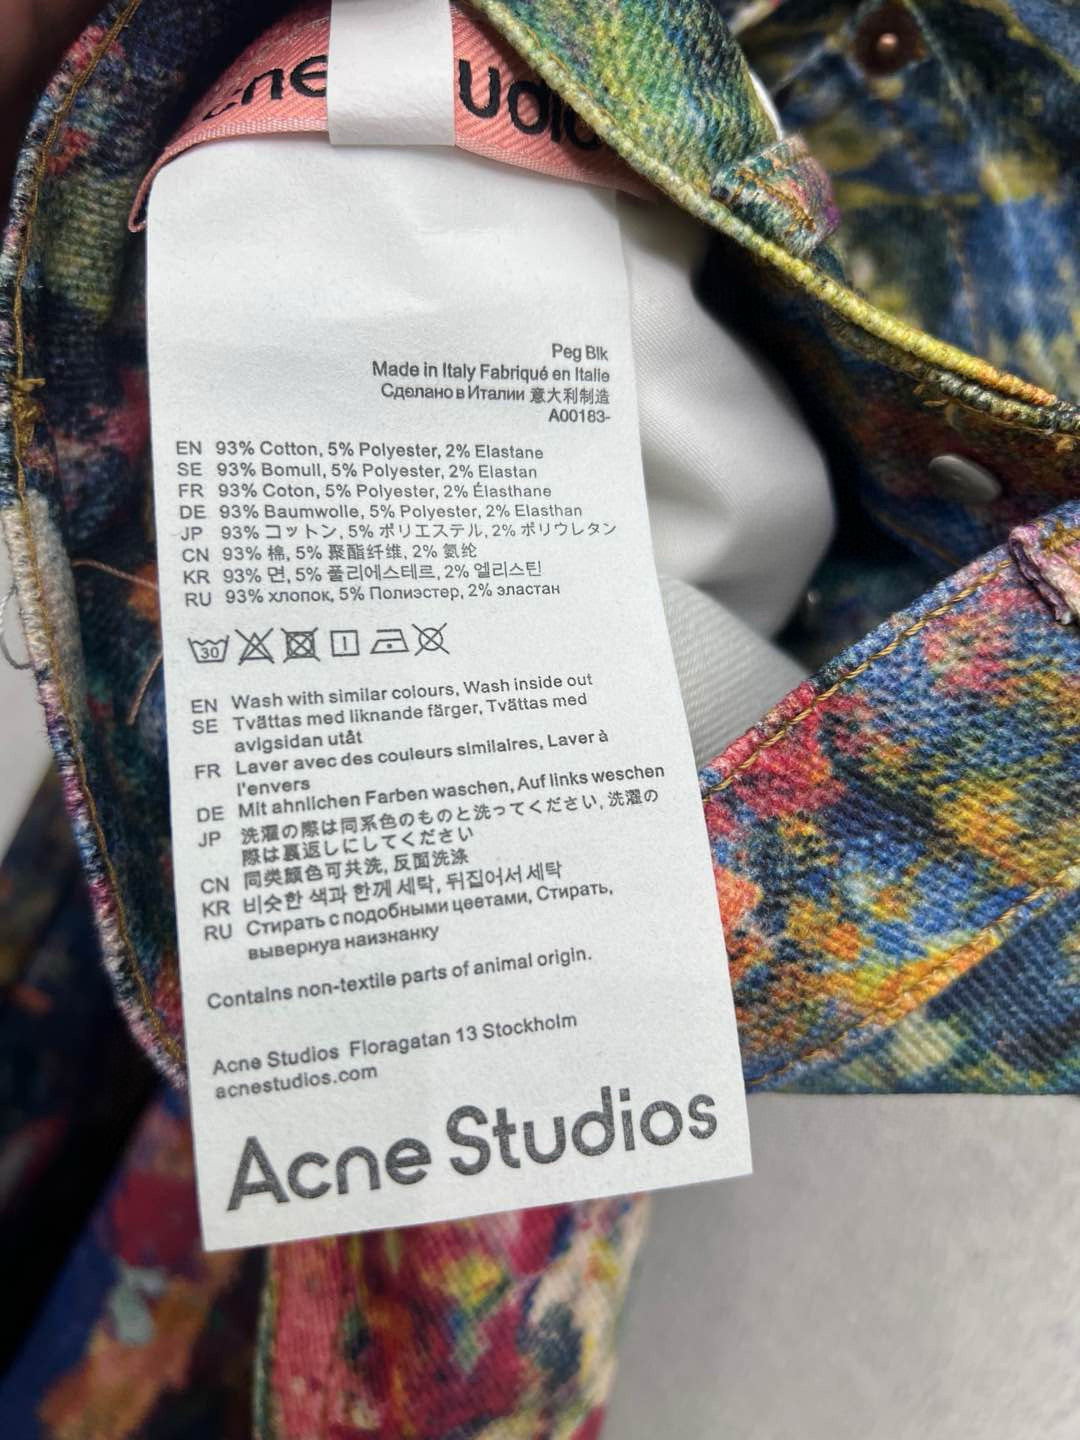 cne
udio
Peg Blk
Made in Italy Fabriqué en Italie
Сделано в Италии 意大利制造
A00183-
EN 93% Cotton, 5% Polyester, 2% Elastane
SE 93% Bomull, 5% Polyester, 2% Elastan
FR 93% Coton, 5% Polyester, 2% Élasthane
DE 93% Baumwolle, 5% Polyester, 2% Elasthan
JP 93% コットン, 5% ポリエステル, 2% ポリウレタン
CN 93% 棉, 5% 聚酯纤维, 2% 氨纶
KR 93% 면, 5% 폴리에스테르, 2% 엘리스틴
RU 93% хлопок, 5% Полиэстер, 2% эластан
30
EN Wash with similar colours, Wash inside out
SE Tvättas med liknande färger, Tvättas med
avigsidan utåt
FR Laver avec des couleurs similaires, Laver à
l'envers
DE Mit ahnlichen Farben waschen, Auf links weschen
JP 洗濯の際は同系色のものと洗ってください, 洗濯の
際は裏返しにしてください
CN 同类颜色可共洗, 反面洗涤
KR 비슷한 색과 한께 세탁, 뒤집어서 세탁
RU Стирать с подобными цветами, Стирать,
вывернуа наизнанку
Contains non-textile parts of animal origin.
Acne Studios Floragatan 13 Stockholm
acnestudios.com
Acne Studios